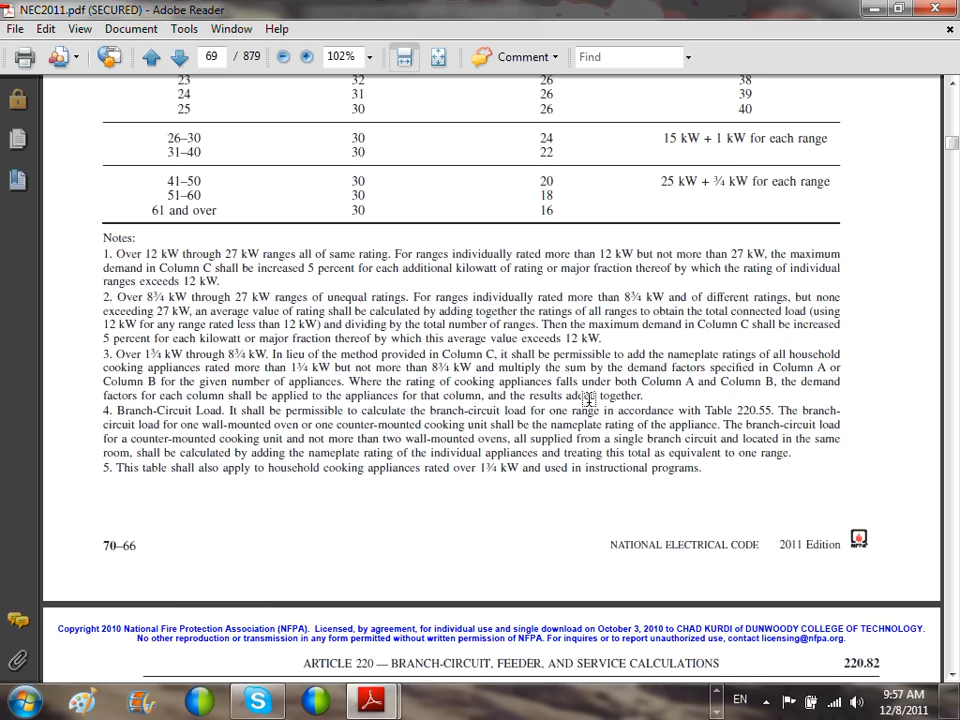 NEC2011.pdf (SECURED) - Adobe Reader
File Edit View Document Tools Window Help
69 / 879 102% Comment Find
23 32 26 38
24 31 26 39
25 30 26 40
26–30 30 24 15 kW + 1 kW for each range
31–40 30 22
41–50 30 20 25 kW + ¾ kW for each range
51–60 30 18
61 and over 30 16
Notes:
1. Over 12 kW through 27 kW ranges all of same rating. For ranges individually rated more than 12 kW but not more than 27 kW, the maximum
demand in Column C shall be increased 5 percent for each additional kilowatt of rating or major fraction thereof by which the rating of individual
ranges exceeds 12 kW.
2. Over 8¾ kW through 27 kW ranges of unequal ratings. For ranges individually rated more than 8¾ kW and of different ratings, but none
exceeding 27 kW, an average value of rating shall be calculated by adding together the ratings of all ranges to obtain the total connected load (using
12 kW for any range rated less than 12 kW) and dividing by the total number of ranges. Then the maximum demand in Column C shall be increased
5 percent for each kilowatt or major fraction thereof by which this average value exceeds 12 kW.
3. Over 1¾ kW through 8¾ kW. In lieu of the method provided in Column C, it shall be permissible to add the nameplate ratings of all household
cooking appliances rated more than 1¾ kW but not more than 8¾ kW and multiply the sum by the demand factors specified in Column A or
Column B for the given number of appliances. Where the rating of cooking appliances falls under both Column A and Column B, the demand
factors for each column shall be applied to the appliances for that column, and the results added together.
4. Branch-Circuit Load. It shall be permissible to calculate the branch-circuit load for one range in accordance with Table 220.55. The branch-
circuit load for one wall-mounted oven or one counter-mounted cooking unit shall be the nameplate rating of the appliance. The branch-circuit load
for a counter-mounted cooking unit and not more than two wall-mounted ovens, all supplied from a single branch circuit and located in the same
room, shall be calculated by adding the nameplate rating of the individual appliances and treating this total as equivalent to one range.
5. This table shall also apply to household cooking appliances rated over 1¾ kW and used in instructional programs.
70–66 NATIONAL ELECTRICAL CODE 2011 Edition NFPA
Copyright 2010 National Fire Protection Association (NFPA). Licensed, by agreement, for individual use and single download on October 3, 2010 to CHAD KURDI of DUNWOODY COLLEGE OF TECHNOLOGY.
No other reproduction or transmission in any form permitted without written permission of NFPA. For inquires or to report unauthorized use, contact licensing@nfpa.org.
ARTICLE 220 — BRANCH-CIRCUIT, FEEDER, AND SERVICE CALCULATIONS 220.82
EN 9:57 AM
12/8/2011